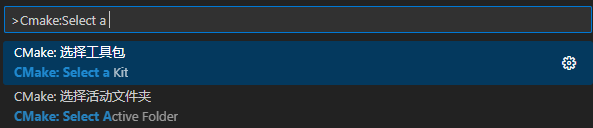 >Cmake:Select a
CMake: 选择工具包
CMake: Select a Kit
CMake: 选择活动文件夹
CMake: Select Active Folder